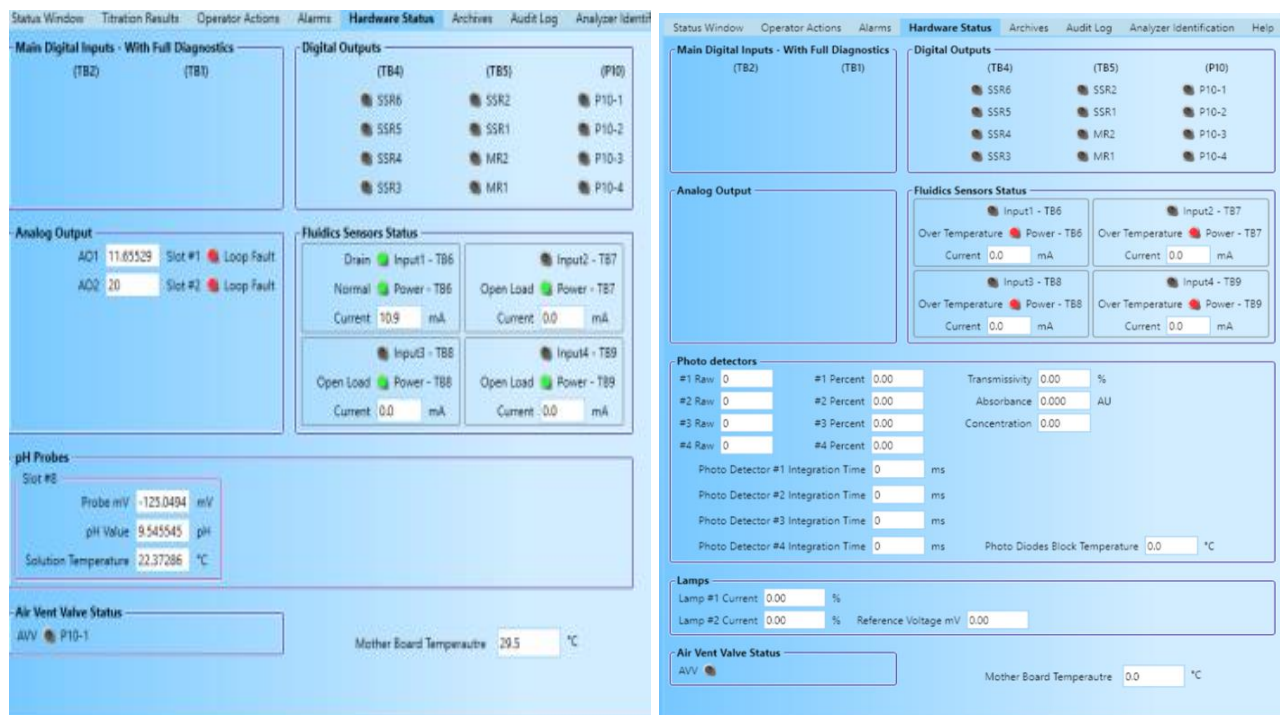 Status Window Titration Results Operator Actions Alarms Hardware Status Archives Audit Log Analyzer Identif
Main Digital Inputs - With Full Diagnostics
(TB2) (TB1)
Digital Outputs
(TB4) (TB5) (P10)
SSR6 SSR2 P10-1
SSR5 SSR1 P10-2
SSR4 MR2 P10-3
SSR3 MR1 P10-4
Analog Output
AO1 11.65529 Slot #1 Loop Fault
AO2 20 Slot #2 Loop Fault
Fluidics Sensors Status
Drain Input1 - TB6
Normal Power - TB6
Current 10.9 mA
Input2 - TB7
Open Load Power - TB7
Current 0.0 mA
Input3 - TB8
Open Load Power - TB8
Current 0.0 mA
Input4 - TB9
Open Load Power - TB9
Current 0.0 mA
pH Probes
Slot #8
Probe mV -125.0494 mV
pH Value 9.545545 pH
Solution Temperature 22.37286 °C
Air Vent Valve Status
AVV P10-1
Mother Board Temperautre 29.5 °C
Status Window Operator Actions Alarms Hardware Status Archives Audit Log Analyzer Identification Help
Main Digital Inputs - With Full Diagnostics
(TB2) (TB1)
Digital Outputs
(TB4) (TB5) (P10)
SSR6 SSR2 P10-1
SSR5 SSR1 P10-2
SSR4 MR2 P10-3
SSR3 MR1 P10-4
Analog Output
Fluidics Sensors Status
Input1 - TB6
Over Temperature Power - TB6
Current 0.0 mA
Input2 - TB7
Over Temperature Power - TB7
Current 0.0 mA
Input3 - TB8
Over Temperature Power - TB8
Current 0.0 mA
Input4 - TB9
Over Temperature Power - TB9
Current 0.0 mA
Photo detectors
#1 Raw 0 #1 Percent 0.00 Transmissivity 0.00 %
#2 Raw 0 #2 Percent 0.00 Absorbance 0.000 AU
#3 Raw 0 #3 Percent 0.00 Concentration 0.00
#4 Raw 0 #4 Percent 0.00
Photo Detector #1 Integration Time 0 ms
Photo Detector #2 Integration Time 0 ms
Photo Detector #3 Integration Time 0 ms
Photo Detector #4 Integration Time 0 ms Photo Diodes Block Temperature 0.0 °C
Lamps
Lamp #1 Current 0.00 %
Lamp #2 Current 0.00 % Reference Voltage mV 0.00
Air Vent Valve Status
AVV
Mother Board Temperautre 0.0 °C